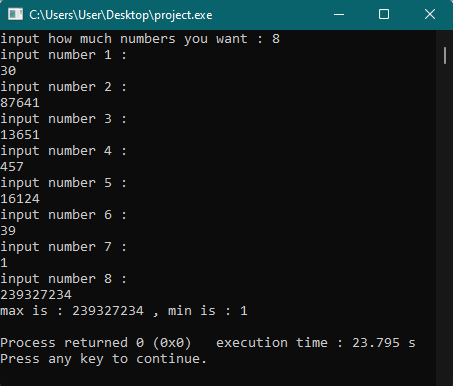 C:\Users\User\Desktop\project.exe
input how much numbers you want : 8
input number 1 :
30
input number 2 :
87641
input number 3 :
13651
input number 4 :
457
input number 5 :
16124
input number 6 :
39
input number 7 :
1
input number 8 :
239327234
max is : 239327234 , min is : 1
Process returned 0 (0x0)   execution time : 23.795 s
Press any key to continue.